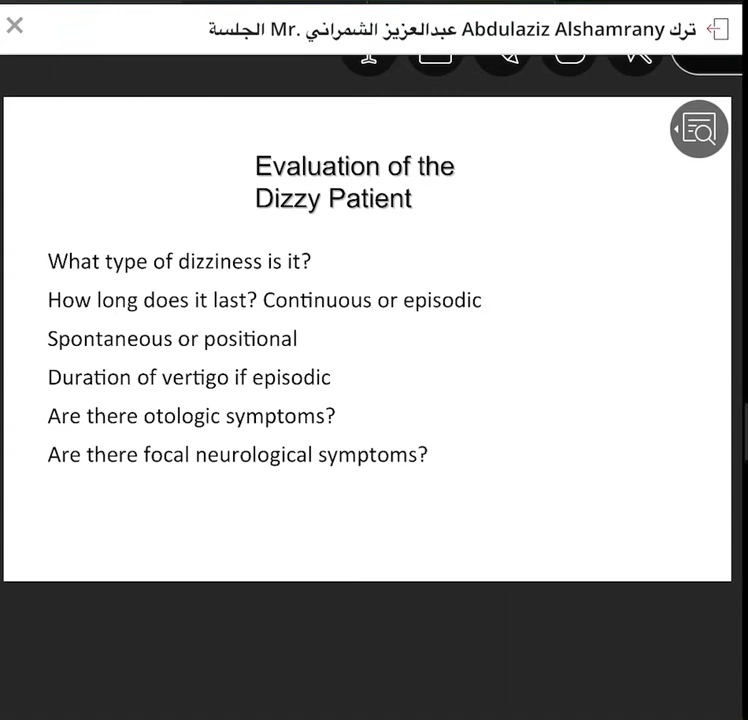 ترك Abdulaziz Alshamrany عبدالعزيز الشمراني .Mr الجلسة
Evaluation of the
Dizzy Patient
What type of dizziness is it?
How long does it last? Continuous or episodic
Spontaneous or positional
Duration of vertigo if episodic
Are there otologic symptoms?
Are there focal neurological symptoms?